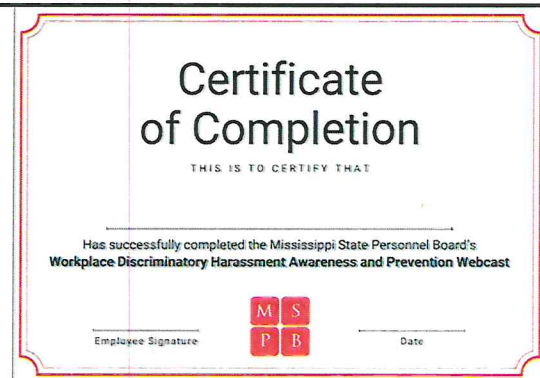 Certificate
of Completion
THIS IS TO CERTIFY THAT
Has successfully completed the Mississippi State Personnel Board's
Workplace Discriminatory Harassment Awareness and Prevention Webcast
M S
P B
Employee Signature
Date